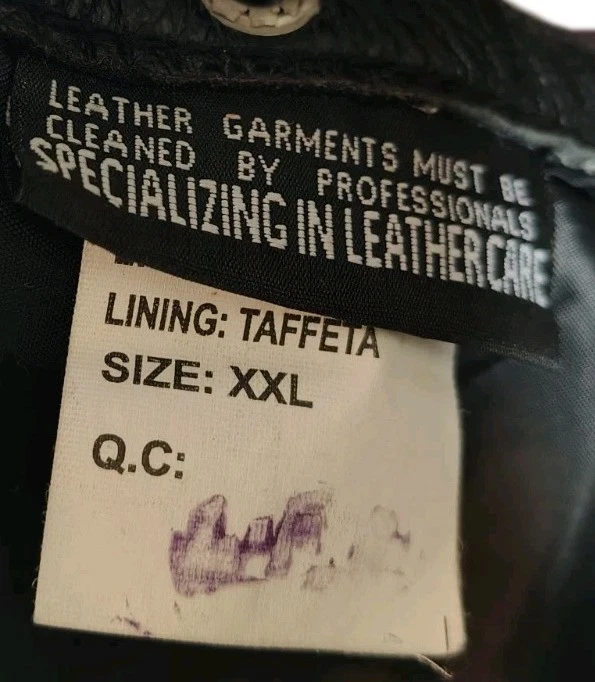 LEATHER GARMENTS MUST BE
CLEANED BY PROFESSIONALS
SPECIALIZING IN LEATHER CARE
LINING: TAFFETA
SIZE: XXL
Q.C: